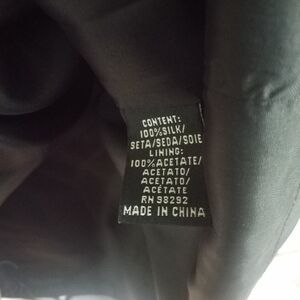 CONTENT:
100% SILK/
SETA/SEDA/SOIE
LINING:
100% ACETATE/
ACETATO/
ACETATO/
ACÉTATE
RN 98292
MADE IN CHINA